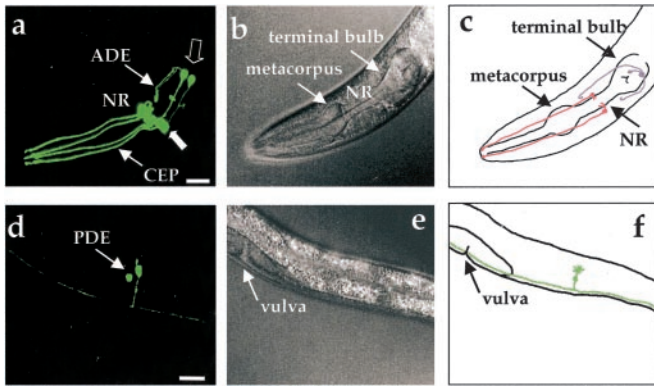 a
ADE
NR
CEP
b
terminal bulb
metacorpus
NR
c
terminal bulb
metacorpus
NR
d
PDE
e
vulva
f
vulva